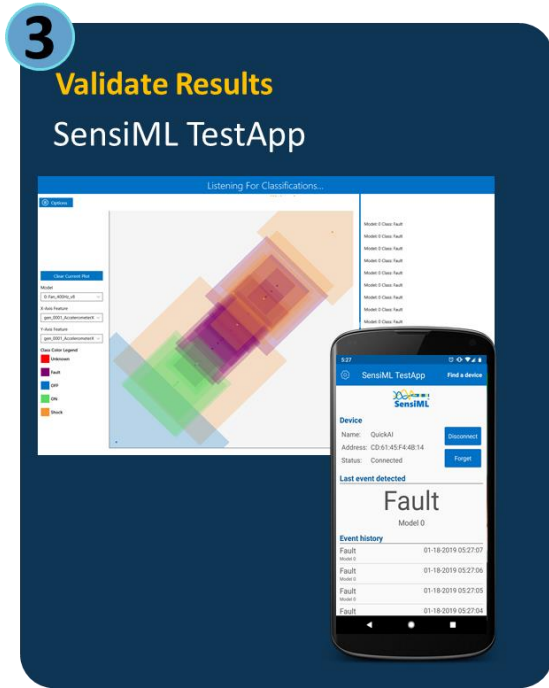 3
Validate Results
SensiML TestApp
Listening For Classifications...
Options
Clear Current Plot
Model
0: Fan_400Hz_v8
X-Axis Feature
gen_0001_AccelerometerX
Y-Axis Feature
gen_0001_AccelerometerX
Class Color Legend
Unknown
Fault
OFF
ON
Shock
Model: 0 Class: Fault
Model: 0 Class: Fault
Model: 0 Class: Fault
Model: 0 Class: Fault
Model: 0 Class: Fault
Model: 0 Class: Fault
Model: 0 Class: Fault
Model: 0 Class: Fault
Model: 0 Class: Fault
5:27
SensiML TestApp
Find a device
SensiML
Device
Name: QuickAI
Disconnect
Address: CD:61:45:F4:4B:14
Status: Connected
Forget
Last event detected
Fault
Model 0
Event history
Fault 01-18-2019 05:27:07
Model 0
Fault 01-18-2019 05:27:06
Model 0
Fault 01-18-2019 05:27:05
Model 0
Fault 01-18-2019 05:27:04